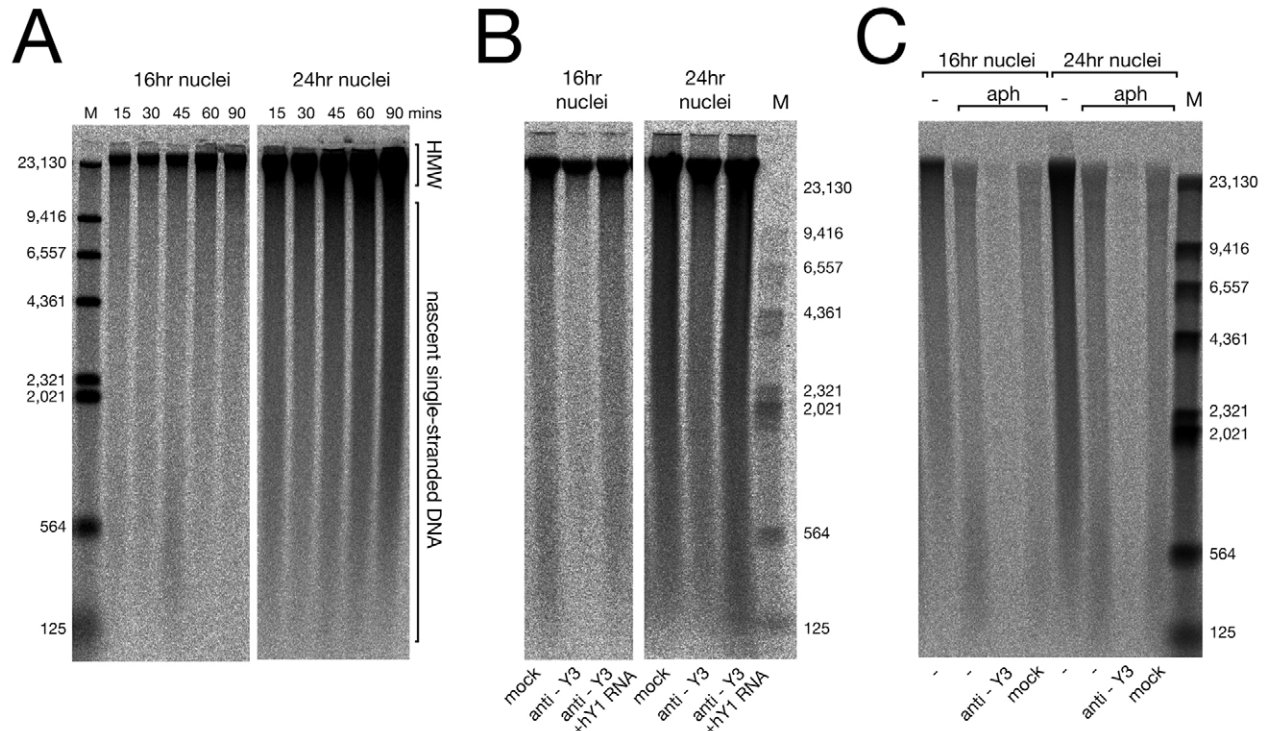 A
16hr nuclei
24hr nuclei
M
15
30
45
60
90
15
30
45
60
90
mins
23,130
9,416
6,557
4,361
2,321
2,021
564
125
HMW
nascent single-stranded DNA
B
16hr
nuclei
24hr
nuclei
M
23,130
9,416
6,557
4,361
2,321
2,021
564
125
mock
anti - Y3
anti - Y3
+hY1 RNA
mock
anti - Y3
anti - Y3
+hY1 RNA
C
16hr nuclei
24hr nuclei
-
aph
-
aph
M
23,130
9,416
6,557
4,361
2,321
2,021
564
125
-
-
anti - Y3
mock
-
-
anti - Y3
mock